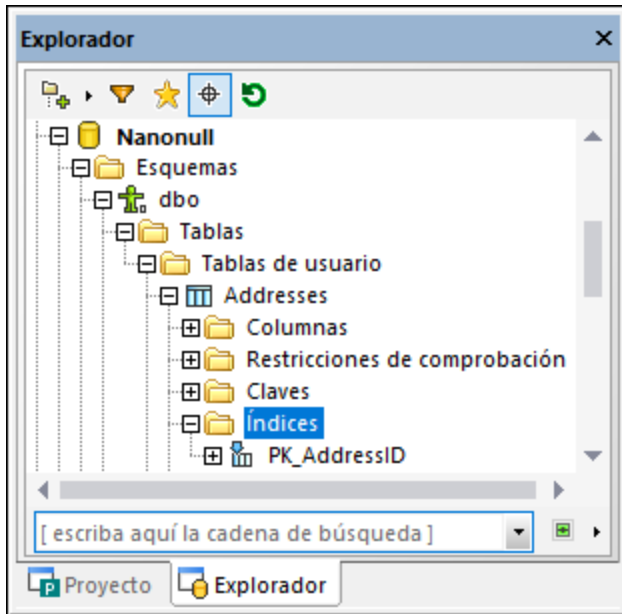 Explorador
Nanonull
Esquemas
dbo
Tablas
Tablas de usuario
Addresses
Columnas
Restricciones de comprobación
Claves
Índices
PK_AddressID
[ escriba aquí la cadena de búsqueda ]
Proyecto Explorador